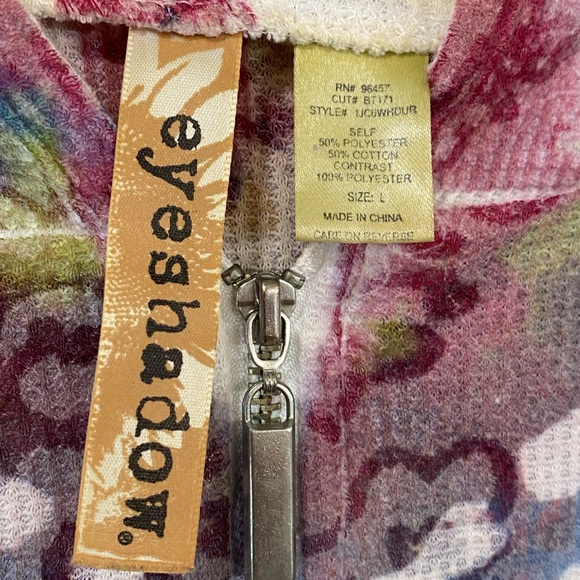 eyeshadow®
RN# 96457
CUT# B7171
STYLE# 1JC6WHDUR
SELF
50% POLYESTER
50% COTTON
CONTRAST
100% POLYESTER
SIZE: L
MADE IN CHINA
CARE ON REVERSE